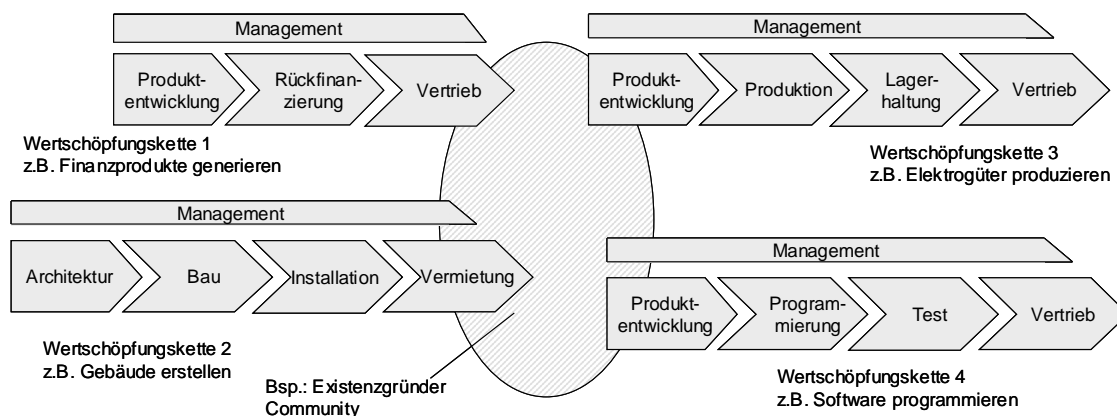 Management
Produkt-
entwicklung
Rückfinan-
zierung
Vertrieb
Wertschöpfungskette 1
z.B. Finanzprodukte generieren
Management
Produkt-
entwicklung
Produktion
Lager-
haltung
Vertrieb
Wertschöpfungskette 3
z.B. Elektrogüter produzieren
Management
Architektur
Bau
Installation
Vermietung
Wertschöpfungskette 2
z.B. Gebäude erstellen
Bsp.: Existenzgründer
Community
Management
Produkt-
entwicklung
Program-
mierung
Test
Vertrieb
Wertschöpfungskette 4
z.B. Software programmieren